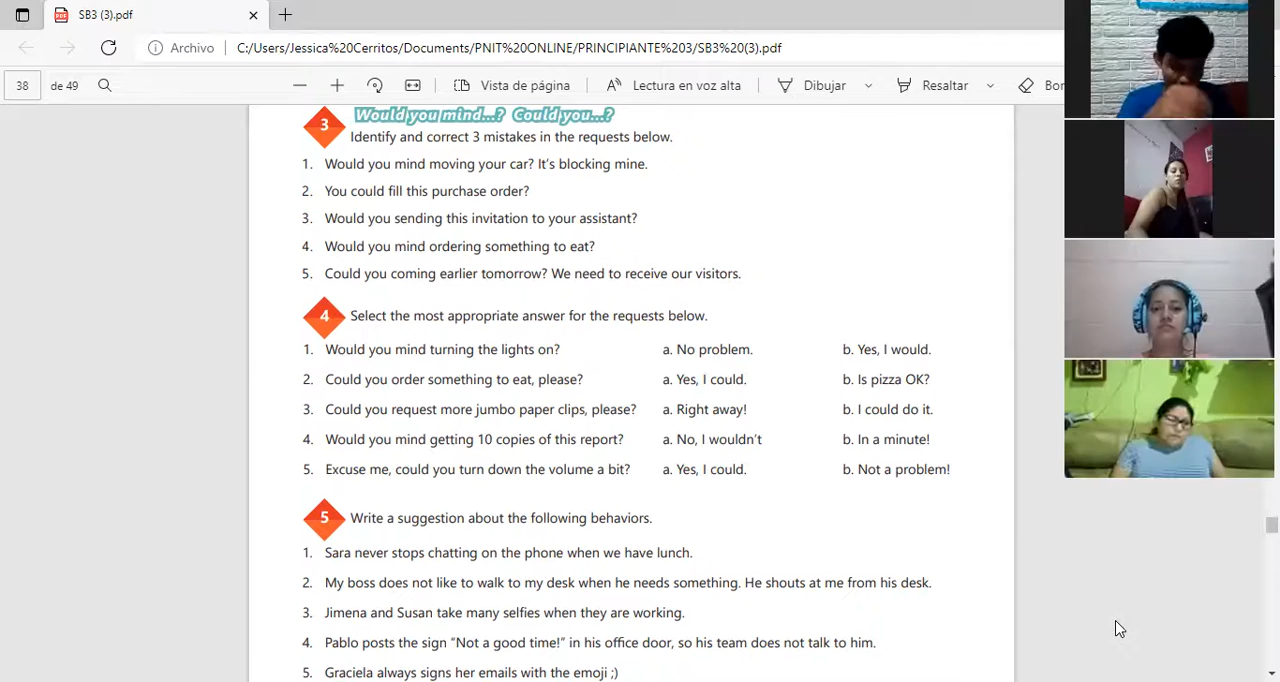 SB3 (3).pdf
Archivo C:/Users/Jessica%20Cerritos/Documents/PNIT%20ONLINE/PRINCIPIANTE%203/SB3%20(3).pdf
38 de 49 Vista de página Lectura en voz alta Dibujar Resaltar Bor
3 Would you mind...? Could you...?
Identify and correct 3 mistakes in the requests below.
1. Would you mind moving your car? It's blocking mine.
2. You could fill this purchase order?
3. Would you sending this invitation to your assistant?
4. Would you mind ordering something to eat?
5. Could you coming earlier tomorrow? We need to receive our visitors.
4 Select the most appropriate answer for the requests below.
1. Would you mind turning the lights on? a. No problem. b. Yes, I would.
2. Could you order something to eat, please? a. Yes, I could. b. Is pizza OK?
3. Could you request more jumbo paper clips, please? a. Right away! b. I could do it.
4. Would you mind getting 10 copies of this report? a. No, I wouldn't b. In a minute!
5. Excuse me, could you turn down the volume a bit? a. Yes, I could. b. Not a problem!
5 Write a suggestion about the following behaviors.
1. Sara never stops chatting on the phone when we have lunch.
2. My boss does not like to walk to my desk when he needs something. He shouts at me from his desk.
3. Jimena and Susan take many selfies when they are working.
4. Pablo posts the sign “Not a good time!” in his office door, so his team does not talk to him.
5. Graciela always signs her emails with the emoji ;)